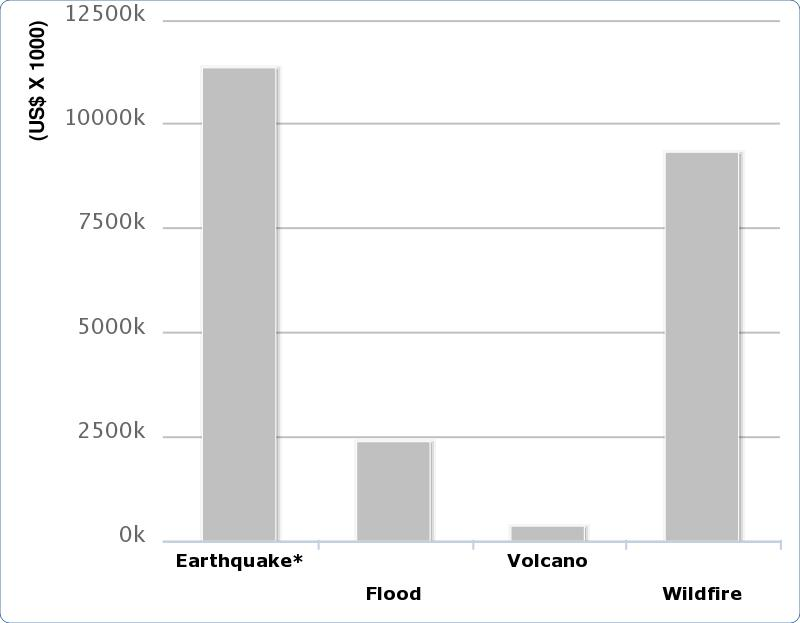 (US$ X 1000)
12500k
10000k
7500k
5000k
2500k
0k
Earthquake*
Flood
Volcano
Wildfire